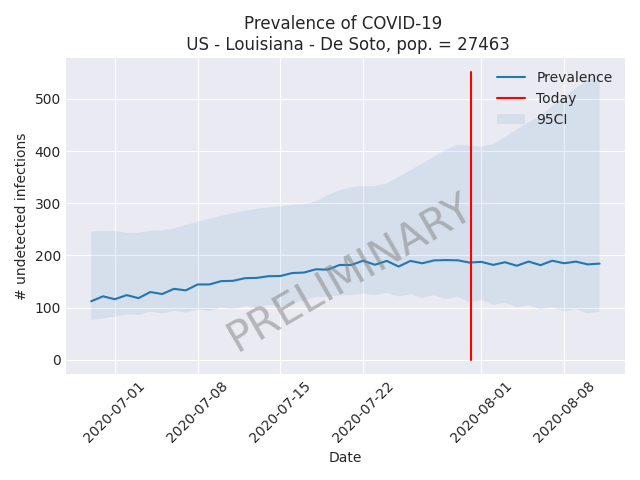 Prevalence of COVID-19
US - Louisiana - De Soto, pop. = 27463
Prevalence
Today
95CI
500
400
300
200
100
0
# undetected infections
PRELIMINARY
2020-07-01
2020-07-08
2020-07-15
2020-07-22
2020-08-01
2020-08-08
Date